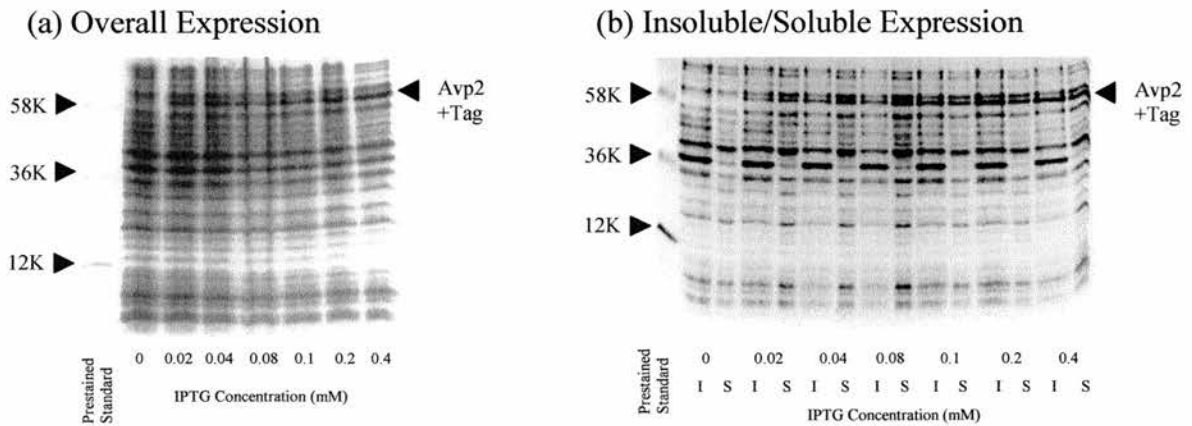 (a) Overall Expression
58K
36K
12K
Avp2
+Tag
Prestained
Standard
0 0.02 0.04 0.08 0.1 0.2 0.4
IPTG Concentration (mM)
(b) Insoluble/Soluble Expression
58K
36K
12K
Avp2
+Tag
Prestained
Standard
0 0.02 0.04 0.08 0.1 0.2 0.4
I S I S I S I S I S I S I S
IPTG Concentration (mM)